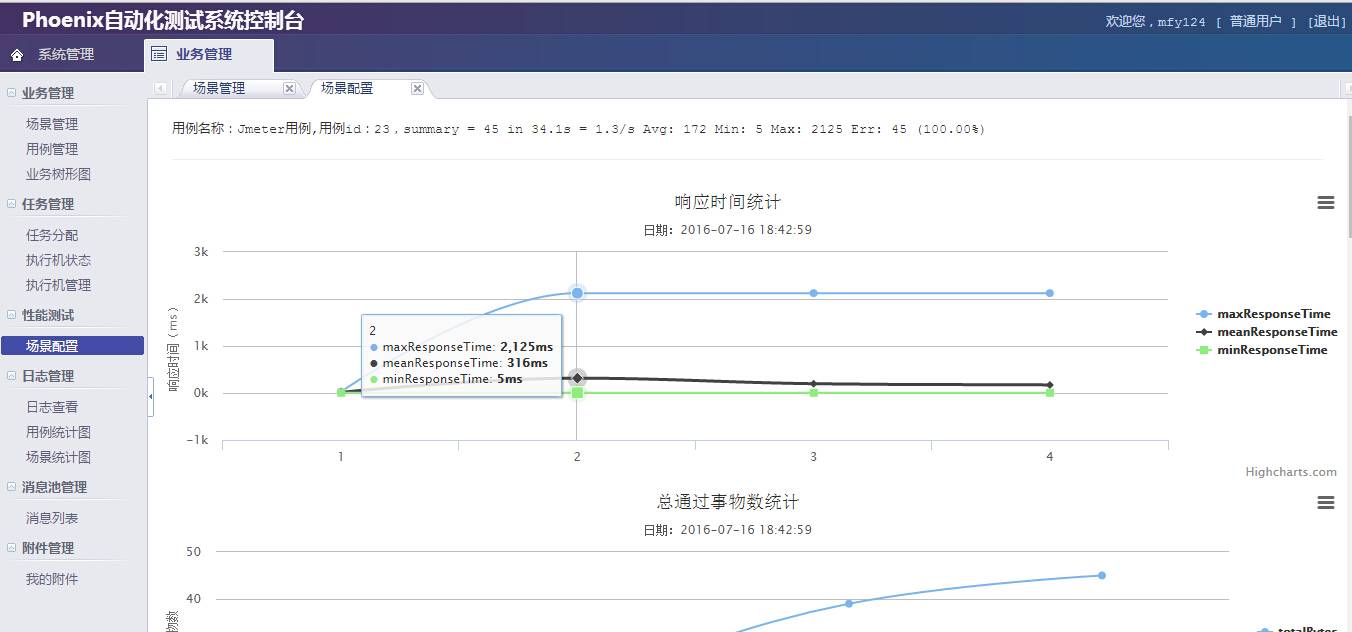 Phoenix自动化测试系统控制台
欢迎您，mfy124 [ 普通用户 ] [退出]
系统管理
业务管理
业务管理
场景管理
用例管理
业务树形图
任务管理
任务分配
执行机状态
执行机管理
性能测试
场景配置
日志管理
日志查看
用例统计图
场景统计图
消息池管理
消息列表
附件管理
我的附件
场景管理
场景配置
用例名称：Jmeter用例,用例id：23，summary = 45 in 34.1s = 1.3/s Avg: 172 Min: 5 Max: 2125 Err: 45 (100.00%)
响应时间统计
日期：2016-07-16 18:42:59
响应时间（ms）
3k
2k
1k
0k
-1k
2
maxResponseTime: 2,125ms
meanResponseTime: 316ms
minResponseTime: 5ms
1
2
3
4
maxResponseTime
meanResponseTime
minResponseTime
Highcharts.com
总通过事物数统计
日期：2016-07-16 18:42:59
50
40
物数